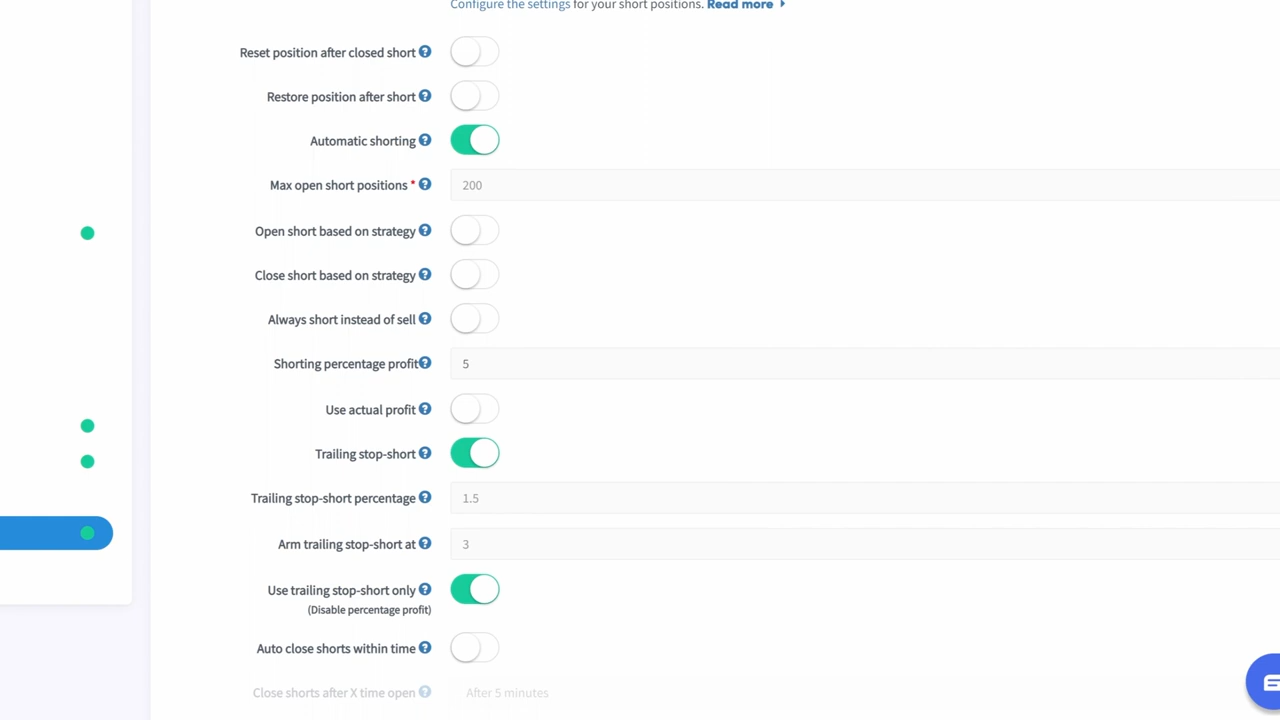 Configure the settings for your short positions. Read more
Reset position after closed short
Restore position after short
Automatic shorting
Max open short positions *
200
Open short based on strategy
Close short based on strategy
Always short instead of sell
Shorting percentage profit
5
Use actual profit
Trailing stop-short
Trailing stop-short percentage
1.5
Arm trailing stop-short at
3
Use trailing stop-short only
(Disable percentage profit)
Auto close shorts within time
Close shorts after X time open
After 5 minutes